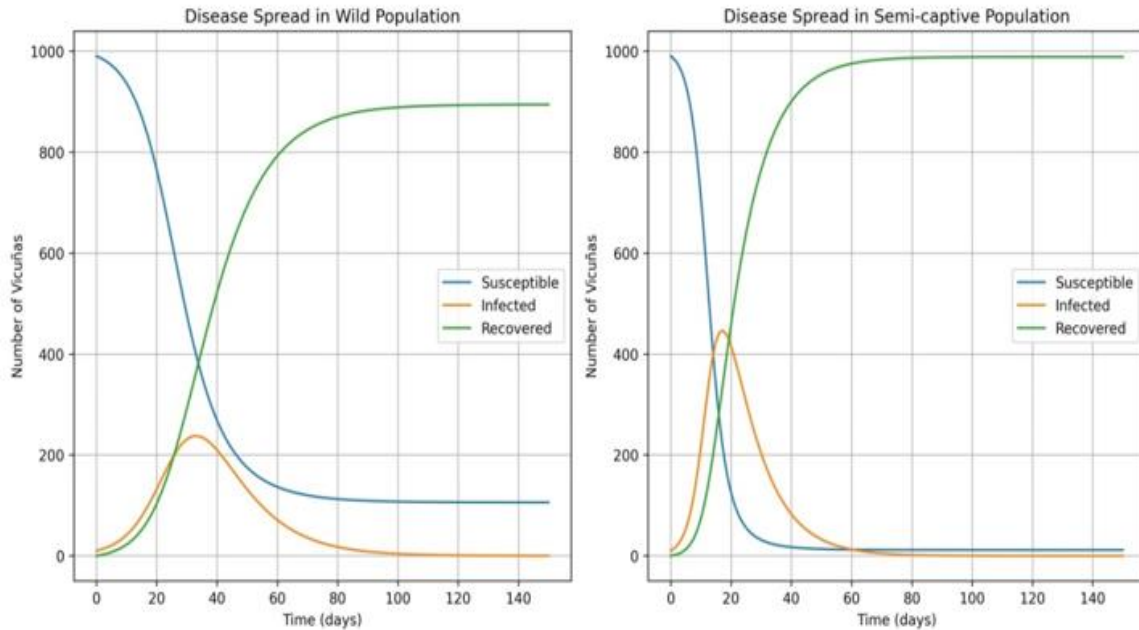 Disease Spread in Wild Population
1000
800
600
400
200
0
Number of Vicuñas
Susceptible
Infected
Recovered
0 20 40 60 80 100 120 140
Time (days)
Disease Spread in Semi-captive Population
1000
800
600
400
200
0
Number of Vicuñas
Susceptible
Infected
Recovered
0 20 40 60 80 100 120 140
Time (days)